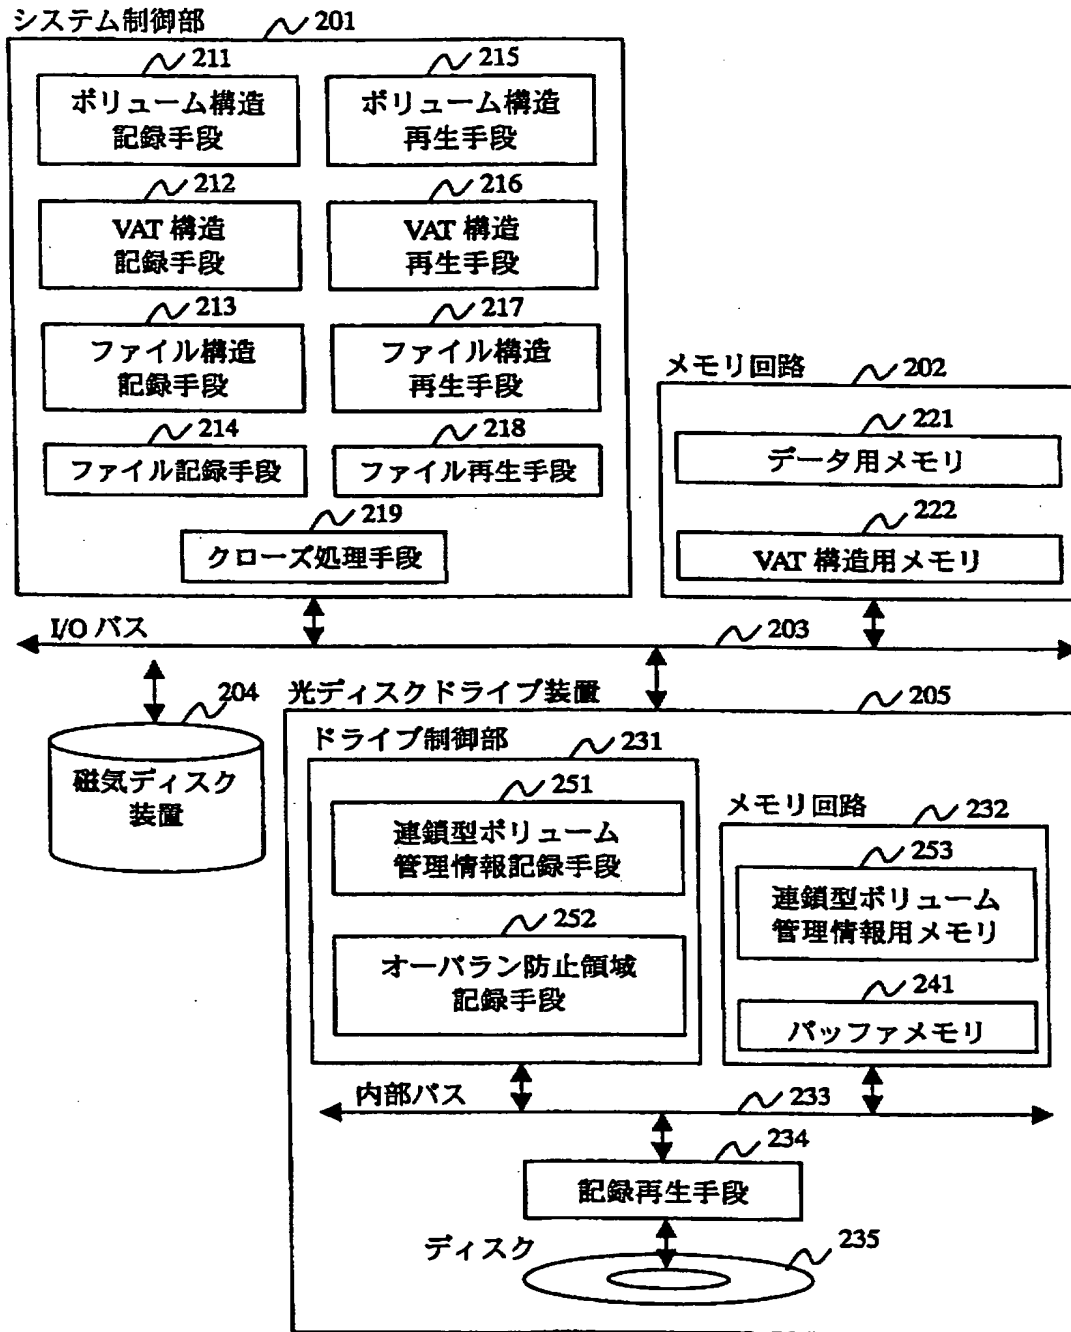 システム制御部 201
211
ボリューム構造
記録手段
215
ボリューム構造
再生手段
212
VAT 構造
記録手段
216
VAT 構造
再生手段
213
ファイル構造
記録手段
217
ファイル構造
再生手段
214
ファイル記録手段
218
ファイル再生手段
219
クローズ処理手段
メモリ回路 202
221
データ用メモリ
222
VAT 構造用メモリ
I/O バス 203
204
磁気ディスク
装置
光ディスクドライブ装置 205
ドライブ制御部 231
251
連鎖型ボリューム
管理情報記録手段
252
オーバラン防止領域
記録手段
メモリ回路 232
253
連鎖型ボリューム
管理情報用メモリ
241
バッファメモリ
内部バス 233
234
記録再生手段
ディスク 235